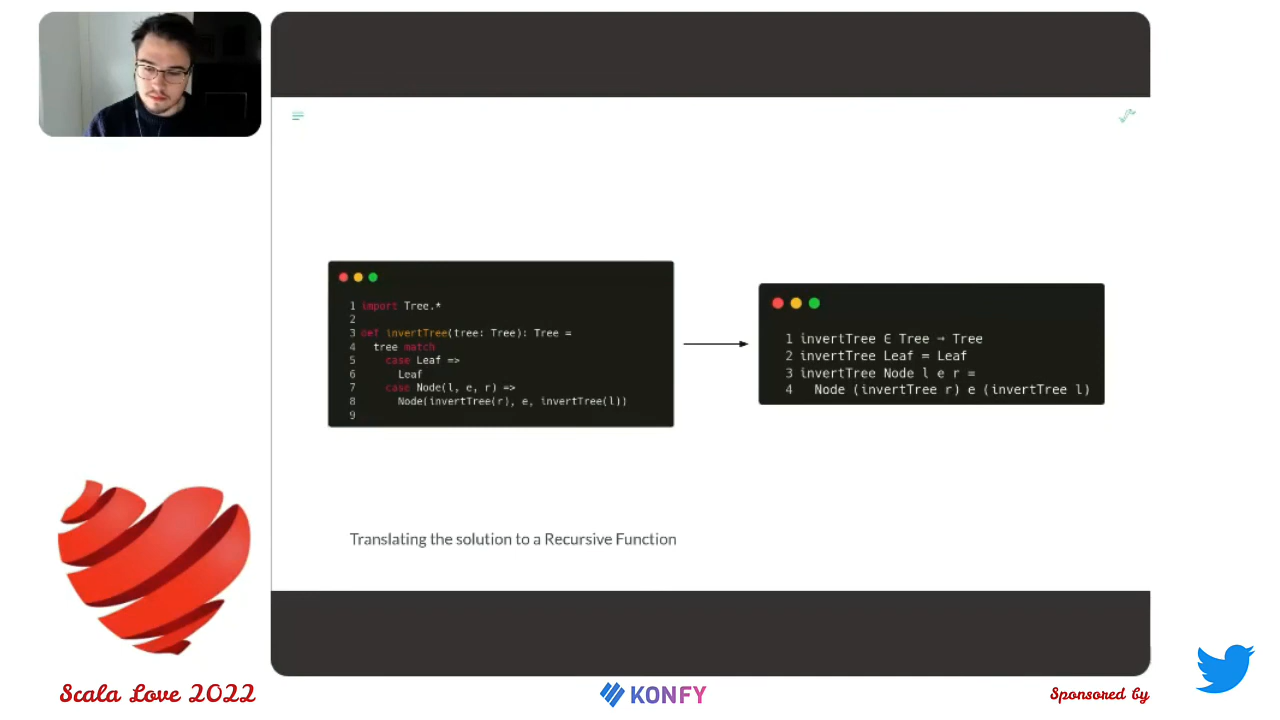 1 import Tree.*
2
3 def invertTree(tree: Tree): Tree =
4 tree match
5 case Leaf =>
6 Leaf
7 case Node(l, e, r) =>
8 Node(invertTree(r), e, invertTree(l))
9
1 invertTree ∈ Tree → Tree
2 invertTree Leaf = Leaf
3 invertTree Node l e r =
4 Node (invertTree r) e (invertTree l)
Translating the solution to a Recursive Function
Scala Love 2022
KONFY
Sponsored by